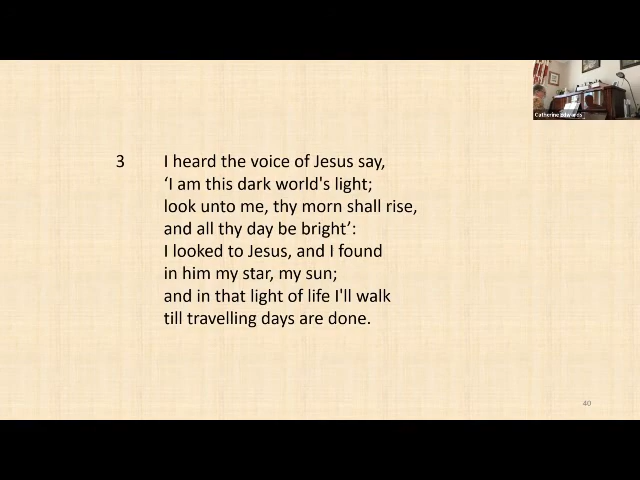 Catherine Edwards
3 I heard the voice of Jesus say,
‘I am this dark world's light;
look unto me, thy morn shall rise,
and all thy day be bright’:
I looked to Jesus, and I found
in him my star, my sun;
and in that light of life I'll walk
till travelling days are done.
40